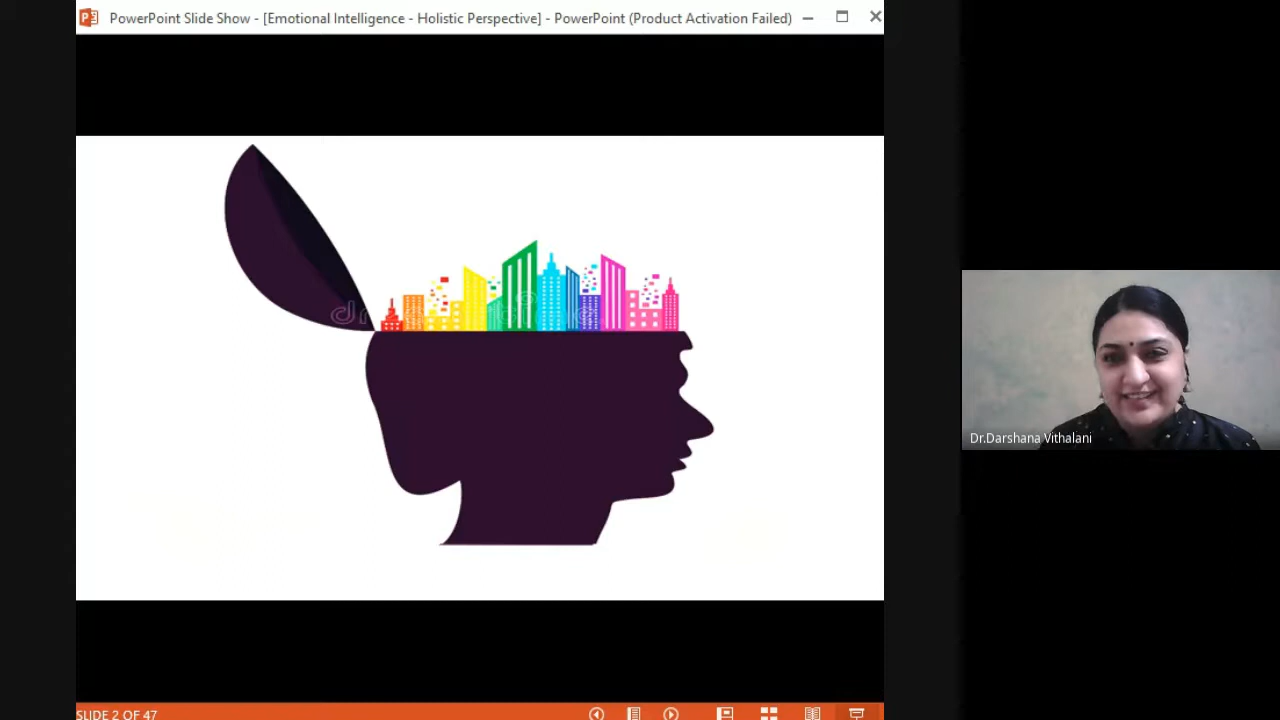 PowerPoint Slide Show - [Emotional Intelligence - Holistic Perspective] - PowerPoint (Product Activation Failed)
Dr.Darshana Vithalani
SLIDE 2 OF 47